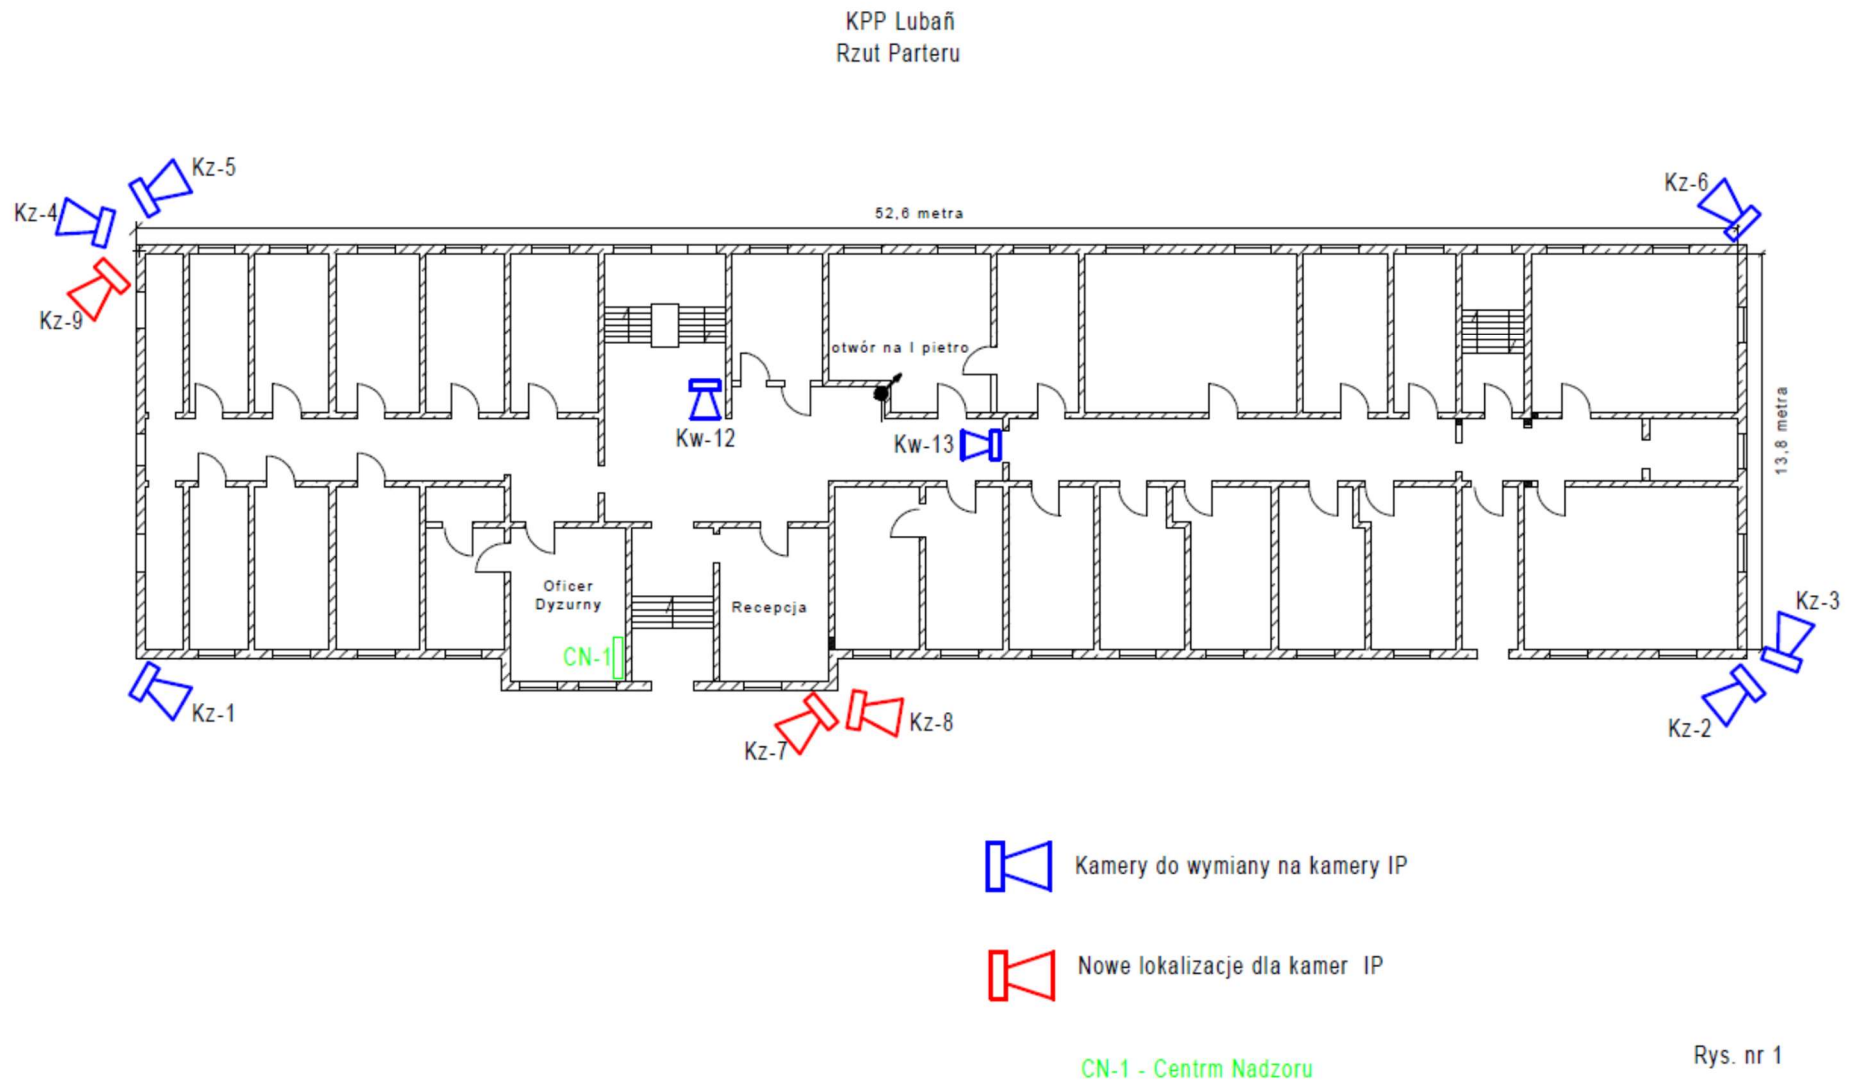 KPP Lubañ
Rzut Parteru
Kz-5
Kz-4
Kz-6
52,6 metra
Kz-9
otwór na I pietro
13,8 metra
Kw-12
Kw-13
Oficer
Dyzurny
Recepcja
CN-1
Kz-3
Kz-1
Kz-2
Kz-8
Kz-7
Kamery do wymiany na kamery IP
Nowe lokalizacje dla kamer IP
Rys. nr 1
CN-1 - Centrm Nadzoru